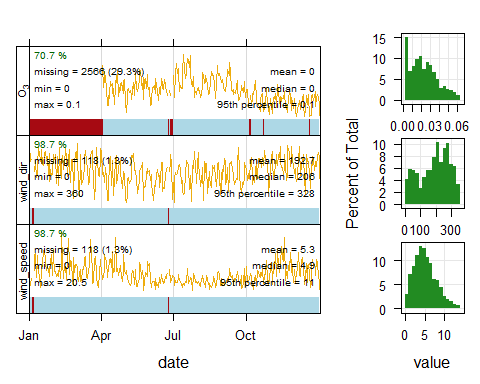 70.7 %
missing = 2566 (29.3%)
min = 0
max = 0.1
mean = 0
median = 0
95th percentile = 0.1
O3
98.7 %
missing = 118 (1.3%)
min = 0
max = 360
mean = 192.7
median = 206
95th percentile = 328
wind_dir
98.7 %
missing = 118 (1.3%)
min = 0
max = 20.5
mean = 5.3
median = 4.9
95th percentile = 11
wind_speed
Jan Apr Jul Oct
date
Percent of Total
15
10
5
0
0.00 0.03 0.06
10
8
6
4
2
0
0 100 300
10
5
0
0 5 10
value